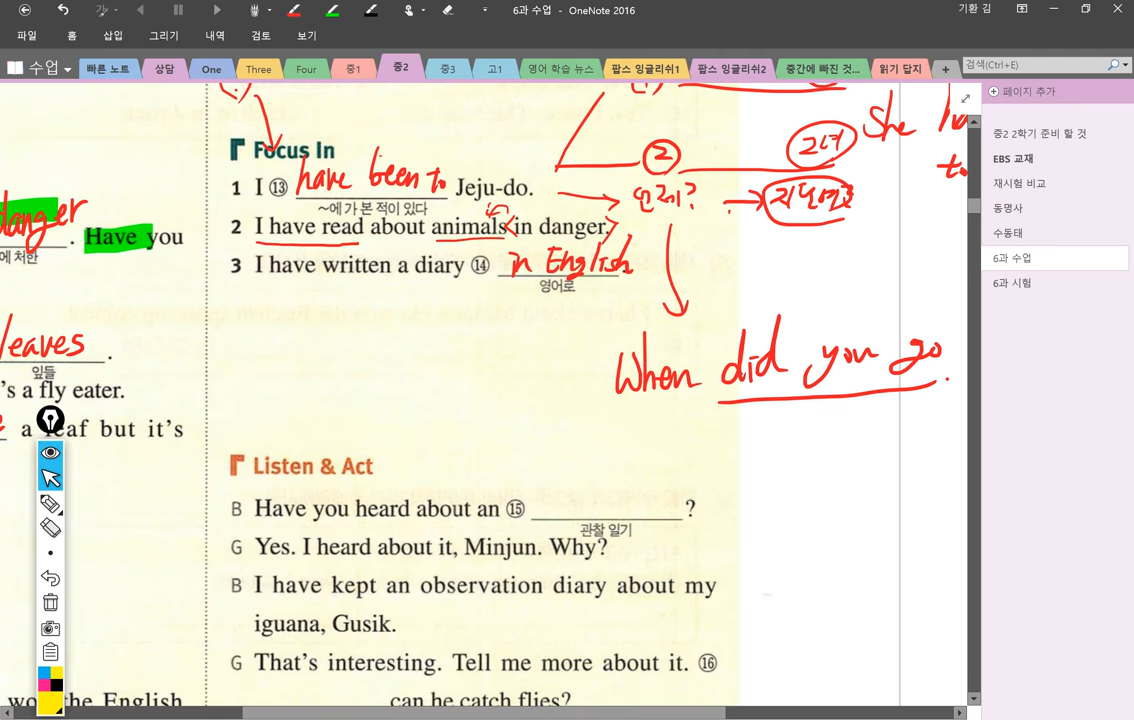 6과 수업 - OneNote 2016
기환 김
파일 홈 삽입 그리기 내역 검토 보기
수업 빠른 노트 상담 One Three Four 중1 중2 중3 고1 영어 학습 뉴스 팝스 잉글리쉬1 팝스 잉글리쉬2 중간에 빠진 것... 읽기 답지 + 검색(Ctrl+E)
페이지 추가
중2 2학기 준비 할 것
EBS 교재
재시험 비교
동명사
수동태
6과 수업
6과 시험
danger
. Have you
에 처한
leaves .
잎들
's a fly eater.
a leaf but it's
wo the English
Focus In
1 I ⑬ have been to Jeju-do.
~에 가 본 적이 있다
2 I have read about animals in danger.
3 I have written a diary ⑭ in English.
영어로
②
그녀
She
언제?
When did you go.
Listen & Act
B Have you heard about an ⑮ ?
관찰 일기
G Yes. I heard about it, Minjun. Why?
B I have kept an observation diary about my
iguana, Gusik.
G That's interesting. Tell me more about it. ⑯
can he catch flies?